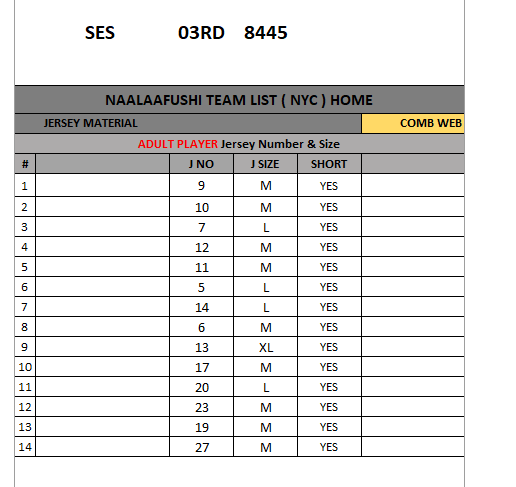 SES 03RD 8445
NAALAAFUSHI TEAM LIST ( NYC ) HOME
JERSEY MATERIAL COMB WEB
ADULT PLAYER Jersey Number & Size
# J NO J SIZE SHORT
1 9 M YES
2 10 M YES
3 7 L YES
4 12 M YES
5 11 M YES
6 5 L YES
7 14 L YES
8 6 M YES
9 13 XL YES
10 17 M YES
11 20 L YES
12 23 M YES
13 19 M YES
14 27 M YES